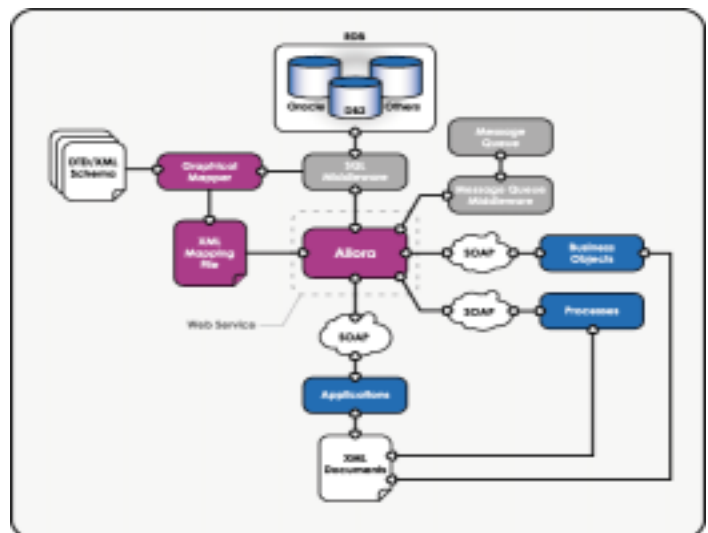 RDB
Oracle
DB2
Others
Message
Queue
DTD/XML
Schema
Graphical
Mapper
SQL
Middleware
Message Queue
Middleware
XML
Mapping
File
Allora
SOAP
Business
Objects
SOAP
Processes
Web Service
SOAP
Applications
XML
Documents